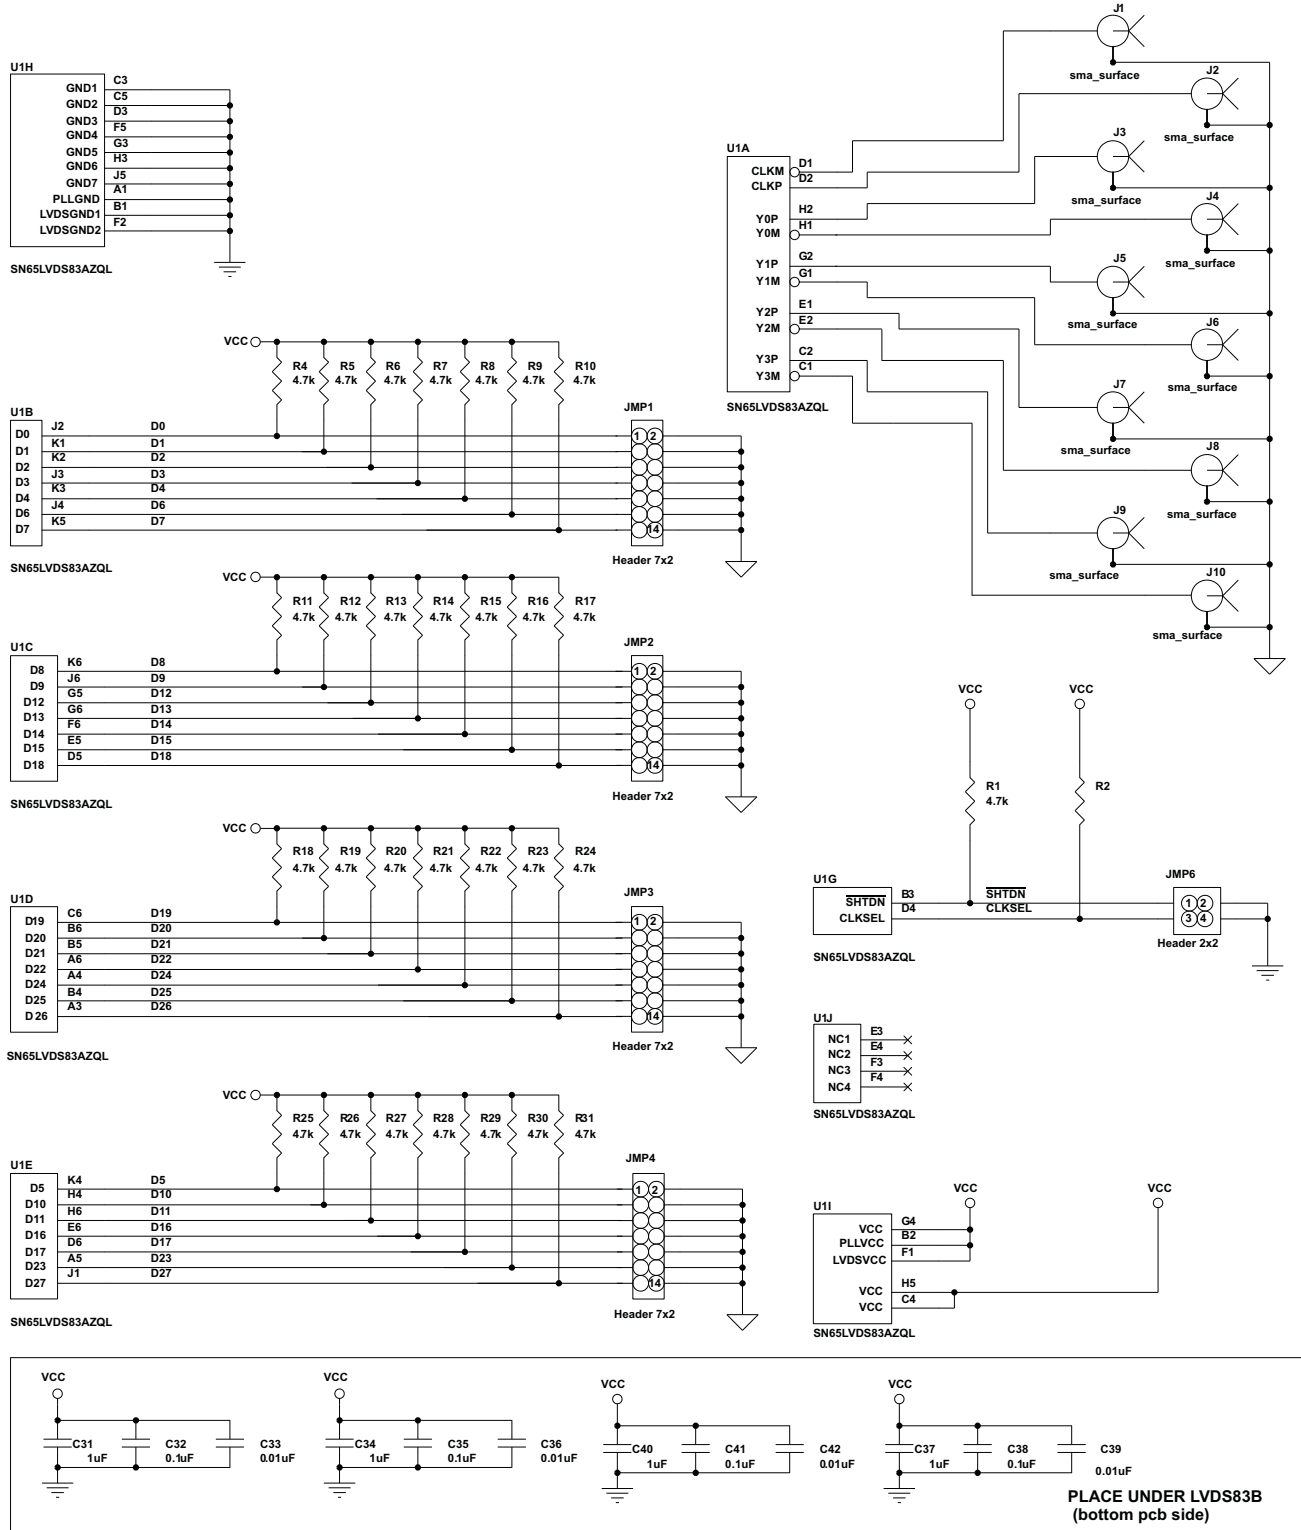 U1H
GND1 C3
GND2 C5
GND3 D3
GND4 F5
GND5 G3
GND6 H3
GND7 J5
PLLGND A1
LVDSGND1 B1
LVDSGND2 F2
SN65LVDS83AZQL
J1
sma_surface
J2
sma_surface
J3
sma_surface
J4
sma_surface
J5
sma_surface
J6
sma_surface
J7
sma_surface
J8
sma_surface
J9
sma_surface
J10
sma_surface
U1A
CLKM D1
CLKP D2
Y0P H2
Y0M H1
Y1P G2
Y1M G1
Y2P E1
Y2M E2
Y3P C2
Y3M C1
SN65LVDS83AZQL
VCC
R4 R5 R6 R7 R8 R9 R10
4.7k 4.7k 4.7k 4.7k 4.7k 4.7k 4.7k
U1B
JMP1
D0 J2 D0 1 2
D1 K1 D1
D2 K2 D2
D3 J3 D3
D4 K3 D4
D6 J4 D6
D7 K5 D7 14
Header 7x2
SN65LVDS83AZQL
VCC
R11 R12 R13 R14 R15 R16 R17
4.7k 4.7k 4.7k 4.7k 4.7k 4.7k 4.7k
U1C
JMP2
D8 K6 D8 1 2
D9 J6 D9
D12 G5 D12
D13 G6 D13
D14 F6 D14
D15 E5 D15
D18 D5 D18 14
Header 7x2
SN65LVDS83AZQL
VCC
R18 R19 R20 R21 R22 R23 R24
4.7k 4.7k 4.7k 4.7k 4.7k 4.7k 4.7k
U1D
JMP3
D19 C6 D19 1 2
D20 B6 D20
D21 B5 D21
D22 A6 D22
D24 A4 D24
D25 B4 D25
D26 A3 D26 14
Header 7x2
SN65LVDS83AZQL
VCC
R25 R26 R27 R28 R29 R30 R31
4.7k 4.7k 4.7k 4.7k 4.7k 4.7k 4.7k
U1E
JMP4
D5 K4 D5 1 2
D10 H4 D10
D11 H6 D11
D16 E6 D16
D17 D6 D17
D23 A5 D23
D27 J1 D27 14
Header 7x2
SN65LVDS83AZQL
VCC VCC
R1 R2
4.7k
U1G
JMP6
SHTDN B3 SHTDN 1 2
CLKSEL D4 CLKSEL 3 4
Header 2x2
SN65LVDS83AZQL
U1J
NC1 E3
NC2 E4
NC3 F3
NC4 F4
SN65LVDS83AZQL
VCC VCC
U1I
VCC G4
PLLVCC B2
LVDSVCC F1
VCC H5
VCC C4
SN65LVDS83AZQL
VCC VCC VCC VCC
C31 C32 C33
1uF 0.1uF 0.01uF
C34 C35 C36
1uF 0.1uF 0.01uF
C40 C41 C42
1uF 0.1uF 0.01uF
C37 C38 C39
1uF 0.1uF 0.01uF
PLACE UNDER LVDS83B
(bottom pcb side)